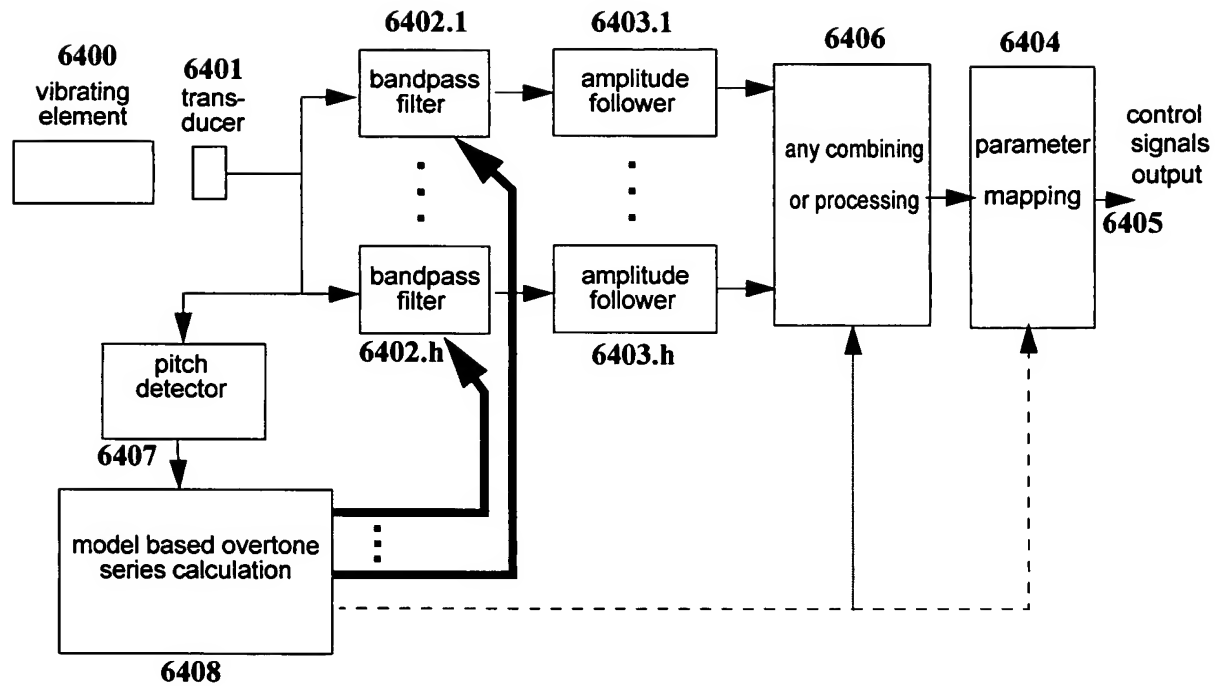 6400
vibrating
element
6401
trans-
ducer
6402.1
bandpass
filter
6403.1
amplitude
follower
6406
any combining
or processing
6404
parameter
mapping
control
signals
output
6405
bandpass
filter
6402.h
amplitude
follower
6403.h
pitch
detector
6407
model based overtone
series calculation
6408